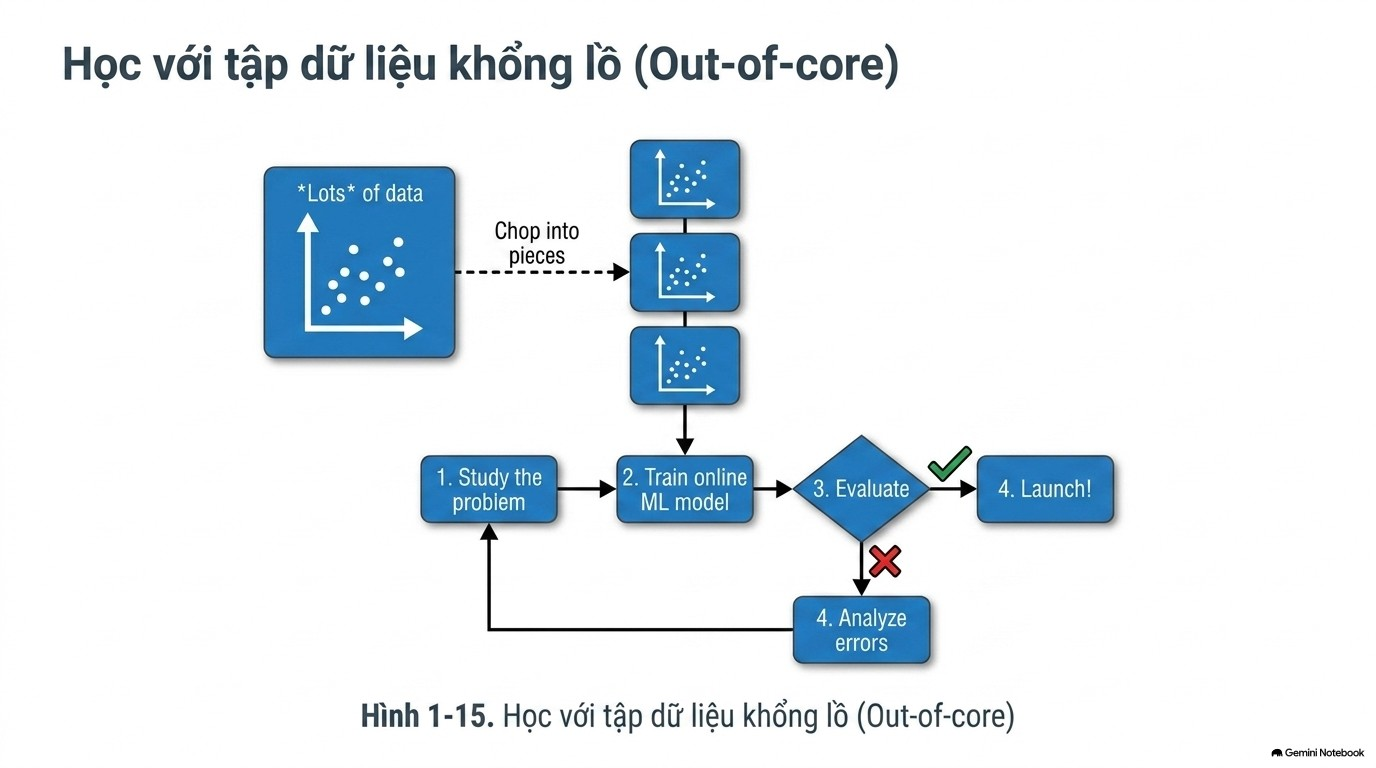 Học với tập dữ liệu khổng lồ (Out-of-core)
*Lots* of data
Chop into
pieces
1. Study the
problem
2. Train online
ML model
3. Evaluate
4. Launch!
4. Analyze
errors
Hình 1-15. Học với tập dữ liệu khổng lồ (Out-of-core)
Gemini Notebook